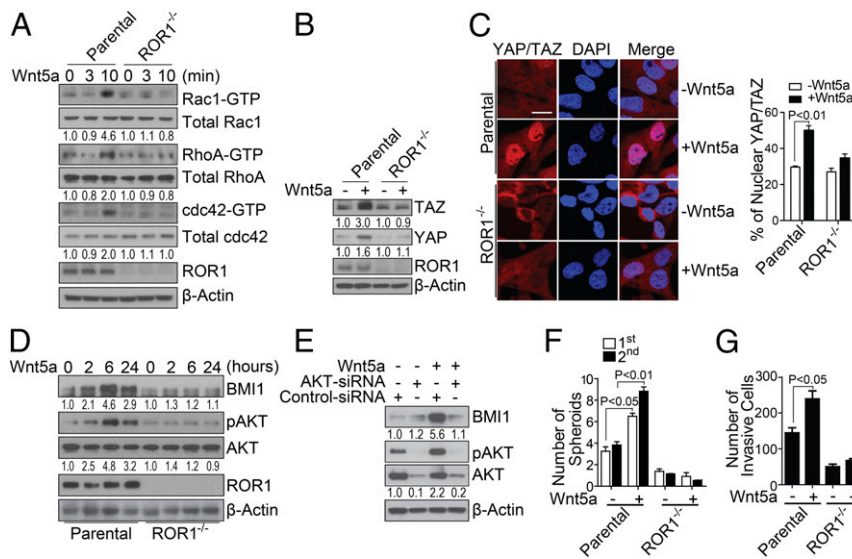 A
Parental ROR1-/-
Wnt5a 0 3 10 0 3 10 (min)
Rac1-GTP
Total Rac1
1.0 0.9 4.6 1.0 1.1 0.8
RhoA-GTP
Total RhoA
1.0 0.8 2.0 1.0 0.9 0.8
cdc42-GTP
Total cdc42
1.0 0.9 2.0 1.0 1.1 1.0
ROR1
β-Actin
B
Parental ROR1-/-
Wnt5a - + - +
TAZ
1.0 3.0 1.0 0.9
YAP
1.0 1.6 1.0 1.1
ROR1
β-Actin
C
YAP/TAZ DAPI Merge
Parental
-Wnt5a
+Wnt5a
ROR1-/-
-Wnt5a
+Wnt5a
-Wnt5a
+Wnt5a
% of Nuclear YAP/TAZ
60
40
20
0
P<0.01
Parental
ROR1-/-
D
Wnt5a 0 2 6 24 0 2 6 24 (hours)
BMI1
1.0 2.1 4.6 2.9 1.0 1.3 1.2 1.1
pAKT
AKT
1.0 2.5 4.8 3.2 1.0 1.4 1.2 0.9
ROR1
β-Actin
Parental ROR1-/-
E
Wnt5a - - + +
AKT-siRNA - + - +
Control-siRNA + - + -
BMI1
1.0 1.2 5.6 1.1
pAKT
AKT
1.0 0.1 2.2 0.2
β-Actin
F
1st
2nd
Number of
Spheroids
10
8
6
4
2
0
P<0.01
P<0.05
Wnt5a - + - +
Parental
ROR1-/-
G
Number of
Invasive Cells
300
200
100
0
P<0.05
Wnt5a - + -
Parental